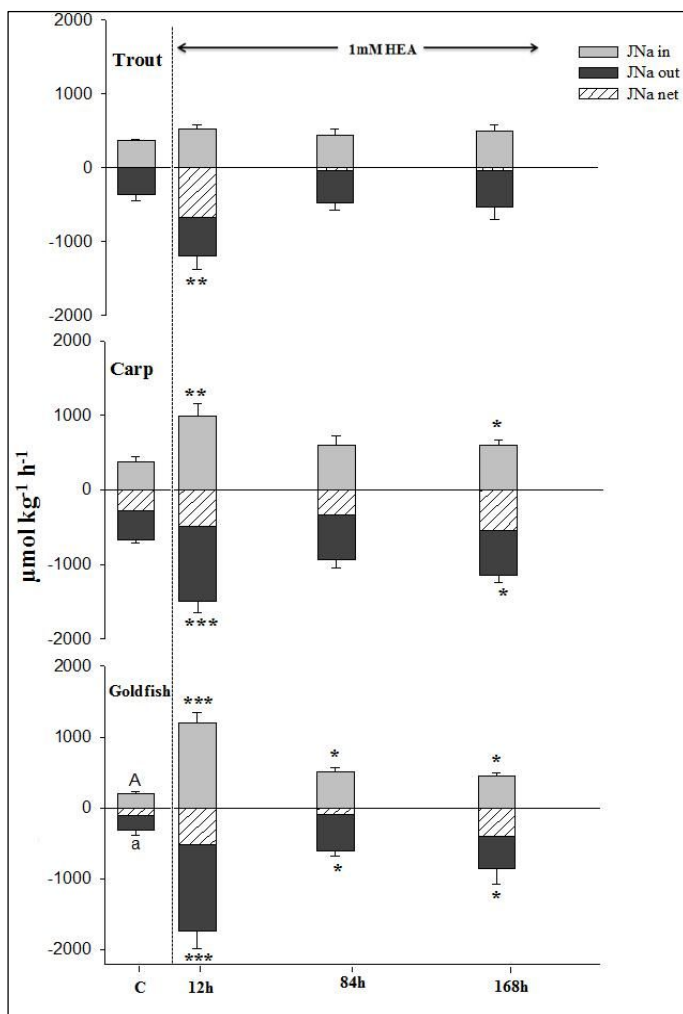 2000
1mM HEA
JNa in
JNa out
JNa net
Trout
1000
0
-1000
**
-2000
2000
Carp
**
1000
*
0
-1000
*
***
-2000
µmol kg-1 h-1
2000
Goldfish
***
1000
*
*
A
0
a
*
*
-1000
-2000
***
C
12h
84h
168h